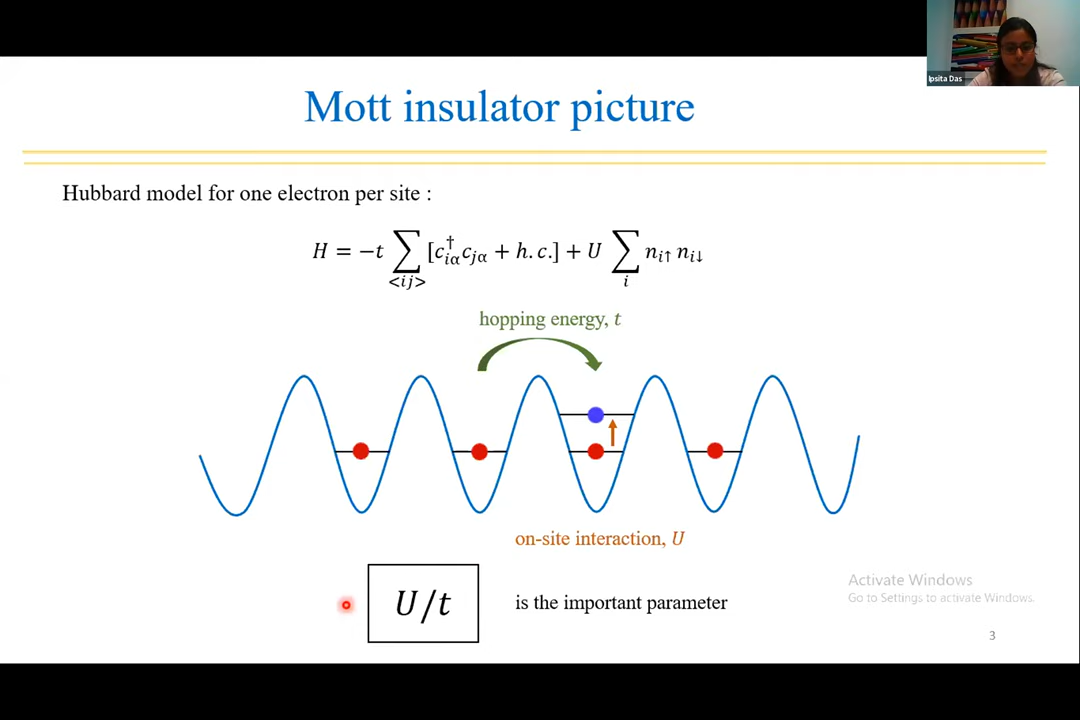 Ipsita Das
Mott insulator picture
Hubbard model for one electron per site :
H = −t ∑ [c†iα cjα + h.c.] + U ∑ ni↑ ni↓
<ij> i
hopping energy, t
on-site interaction, U
U/t is the important parameter
Activate Windows
Go to Settings to activate Windows.
3